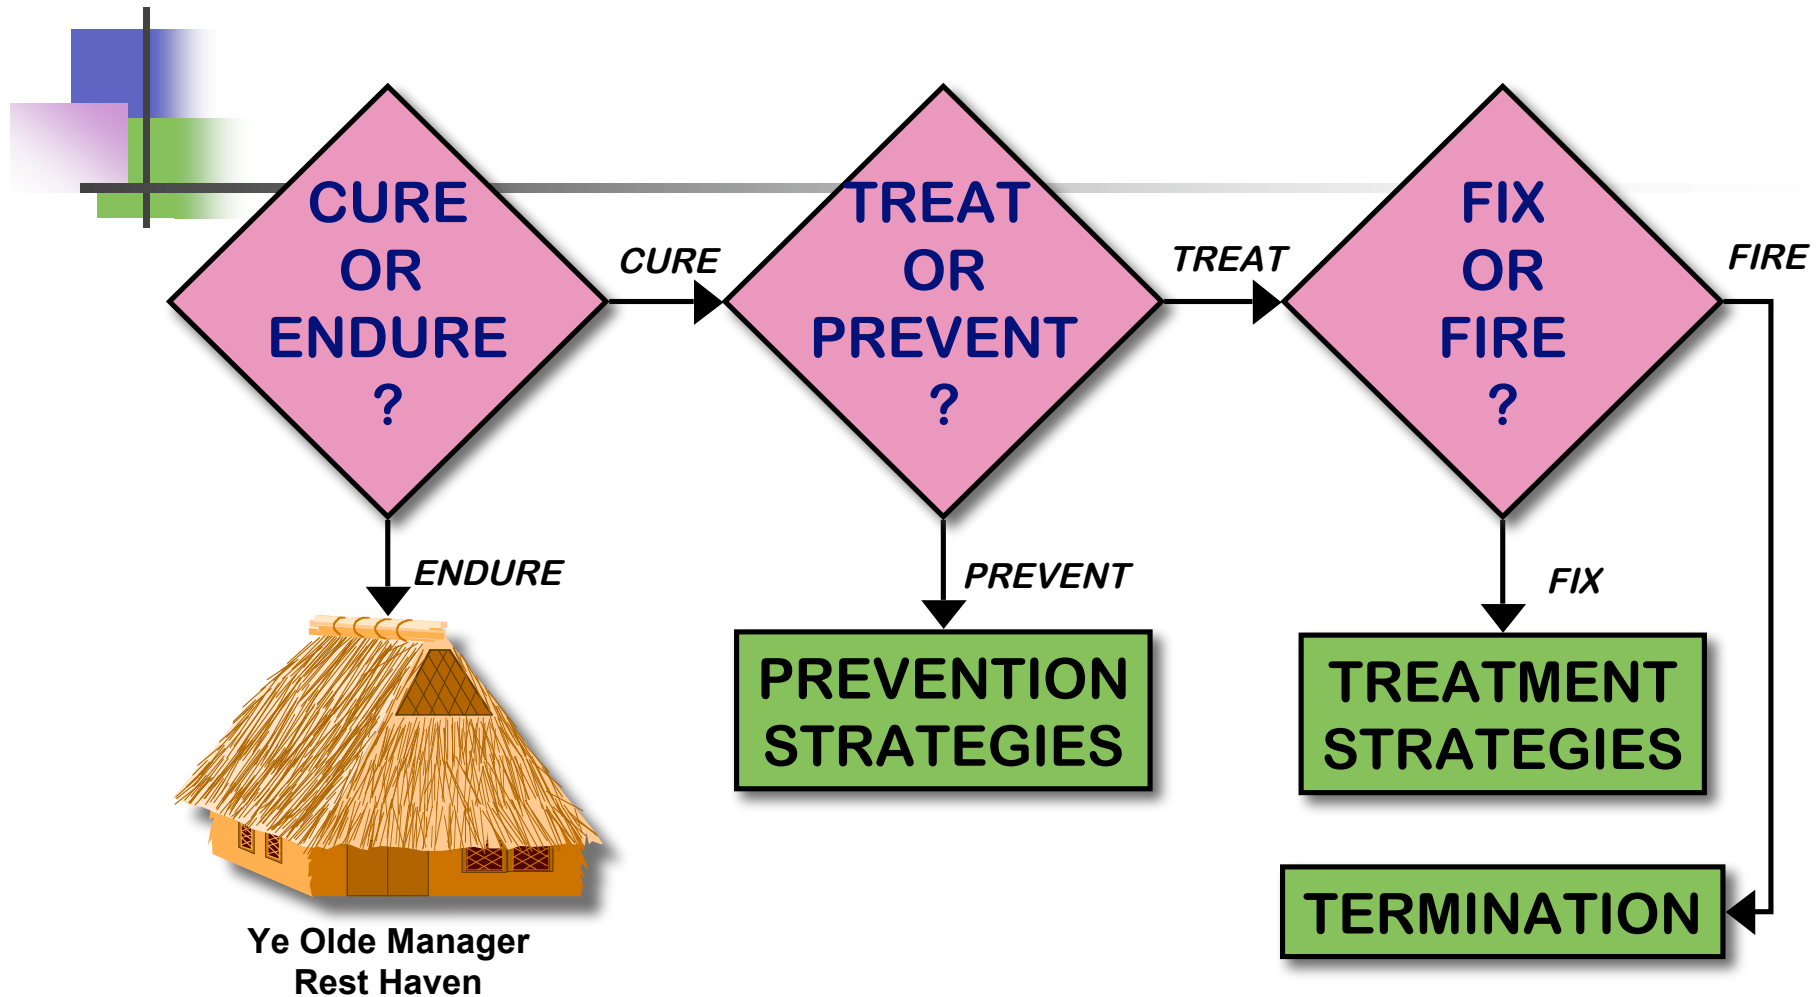 CURE
OR
ENDURE
?
CURE
TREAT
OR
PREVENT
?
TREAT
FIX
OR
FIRE
?
FIRE
ENDURE
PREVENT
FIX
Ye Olde Manager
Rest Haven
PREVENTION
STRATEGIES
TREATMENT
STRATEGIES
TERMINATION